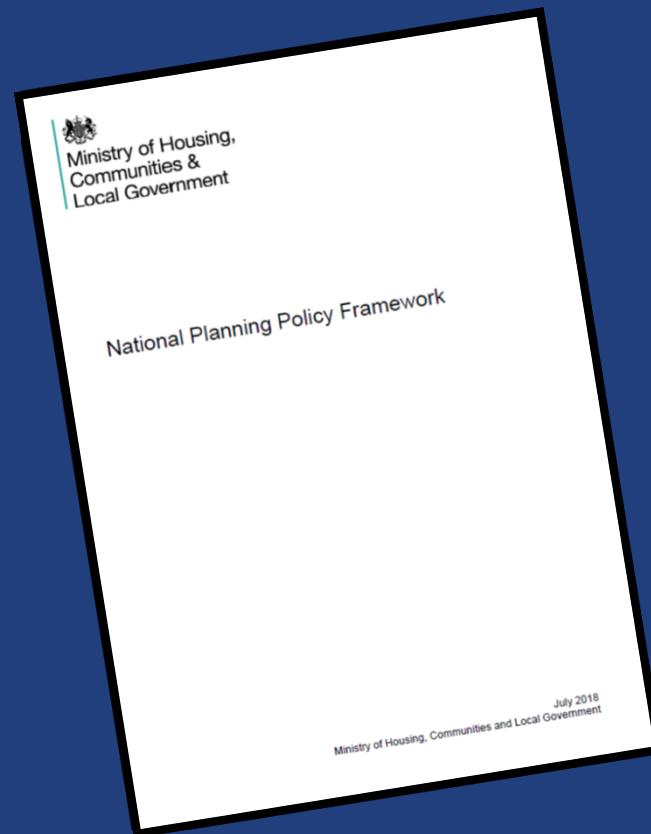 Ministry of Housing,
Communities &
Local Government
National Planning Policy Framework
July 2018
Ministry of Housing, Communities and Local Government